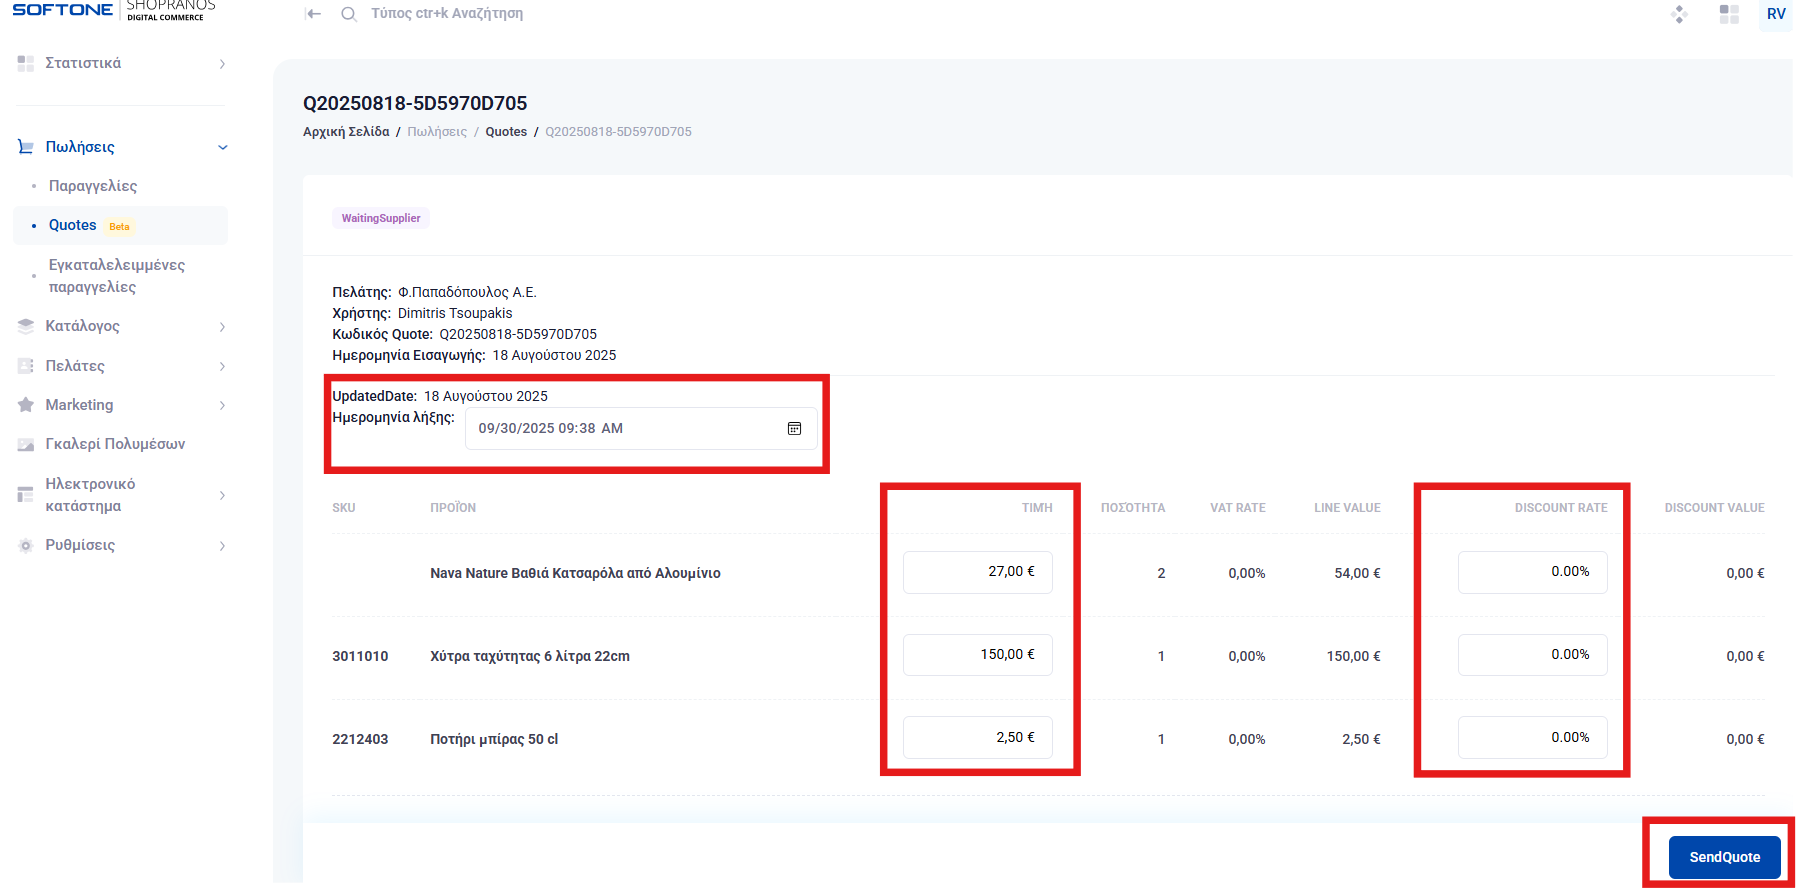 SOFTONE | SHOPRANOS
DIGITAL COMMERCE
Τύπος ctr+k Αναζήτηση
RV
Στατιστικά
Πωλήσεις
Παραγγελίες
Quotes Beta
Εγκαταλελειμμένες
παραγγελίες
Κατάλογος
Πελάτες
Marketing
Γκαλερί Πολυμέσων
Ηλεκτρονικό
κατάστημα
Ρυθμίσεις
Q20250818-5D5970D705
Αρχική Σελίδα / Πωλήσεις / Quotes / Q20250818-5D5970D705
WaitingSupplier
Πελάτης: Φ.Παπαδόπουλος Α.Ε.
Χρήστης: Dimitris Tsoupakis
Κωδικός Quote: Q20250818-5D5970D705
Ημερομηνία Εισαγωγής: 18 Αυγούστου 2025
UpdatedDate: 18 Αυγούστου 2025
Ημερομηνία λήξης: 09/30/2025 09:38 AM
SKU ΠΡΟΪΌΝ ΤΙΜΗ ΠΟΣΌΤΗΤΑ VAT RATE LINE VALUE DISCOUNT RATE DISCOUNT VALUE
Nava Nature Βαθιά Κατσαρόλα από Αλουμίνιο 27,00 € 2 0,00% 54,00 € 0.00% 0,00 €
3011010 Χύτρα ταχύτητας 6 λίτρα 22cm 150,00 € 1 0,00% 150,00 € 0.00% 0,00 €
2212403 Ποτήρι μπίρας 50 cl 2,50 € 1 0,00% 2,50 € 0.00% 0,00 €
SendQuote